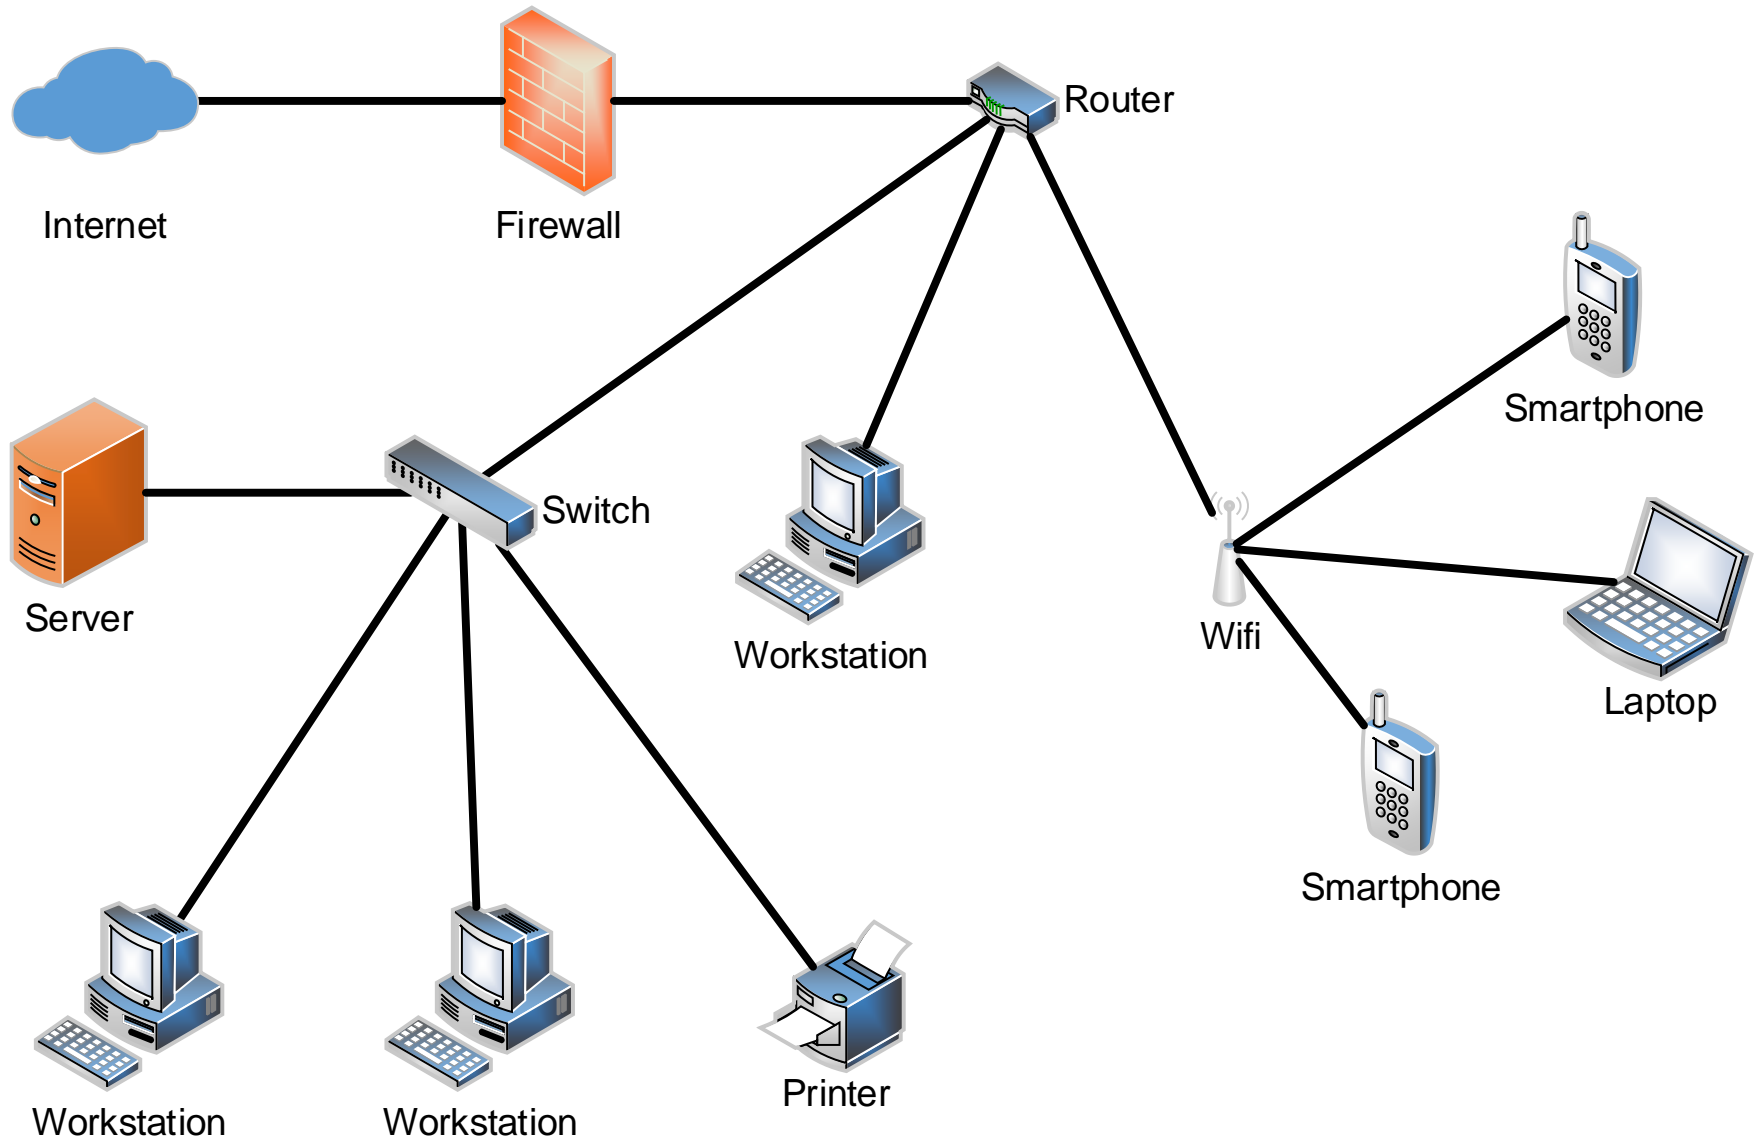 Router
Internet
Firewall
Smartphone
Switch
Server
Wifi
Workstation
Laptop
Smartphone
Printer
Workstation
Workstation